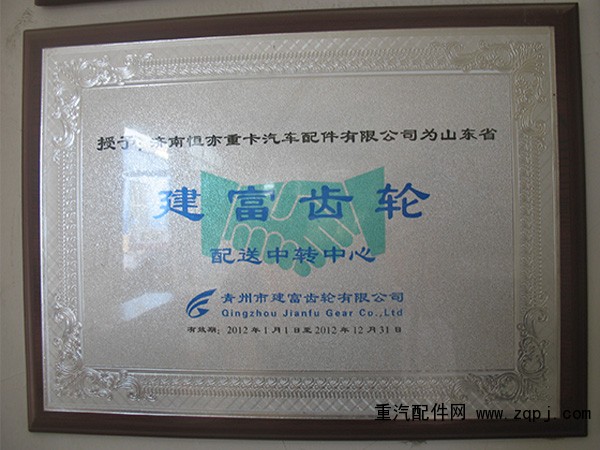 授予：济南恒亦重卡汽车配件有限公司为山东省
建富齿轮
配送中转中心
青州市建富齿轮有限公司
Qingzhou Jianfu Gear Co.,Ltd
有效期：2012年1月1日至2012年12月31日
重汽配件网 www.zqpj.com